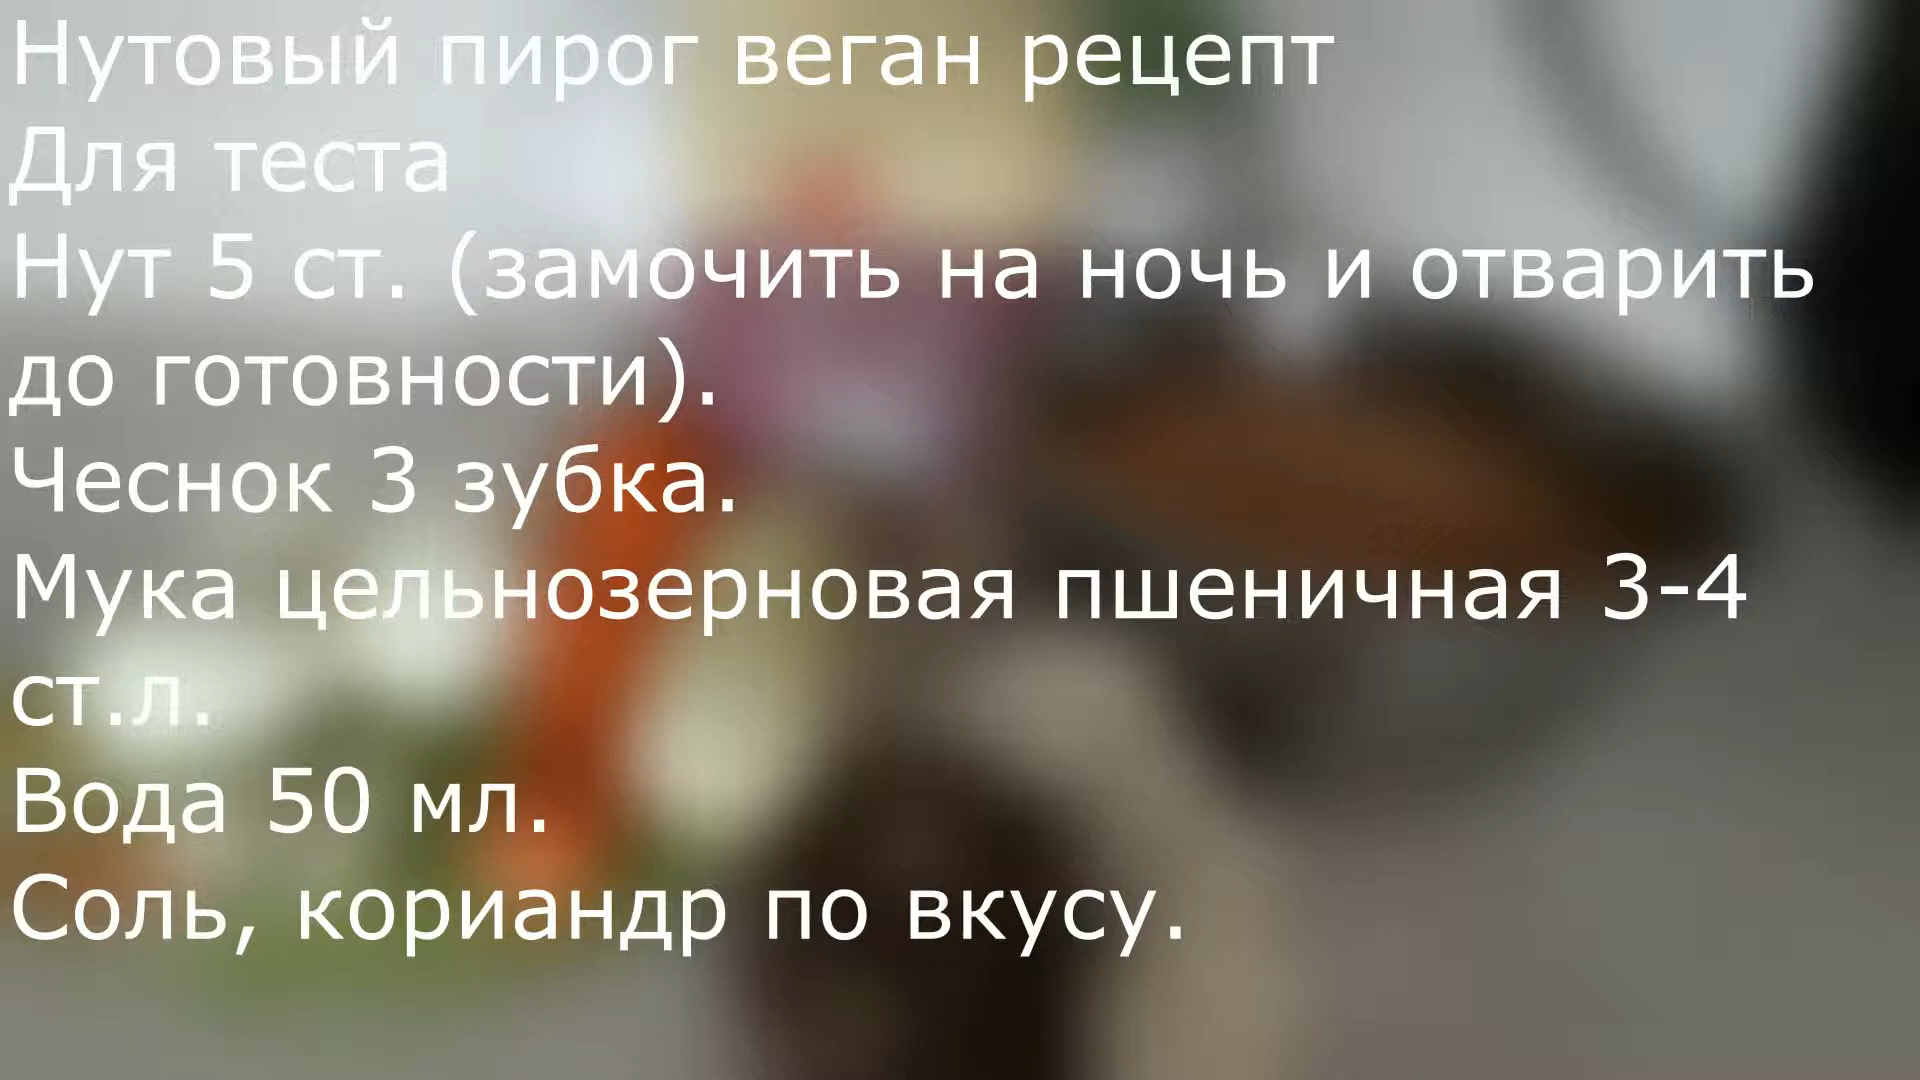 Нутовый пирог веган рецепт
Для теста
Нут 5 ст. (замочить на ночь и отварить
до готовности).
Чеснок 3 зубка.
Мука цельнозерновая пшеничная 3-4
ст.л.
Вода 50 мл.
Соль, кориандр по вкусу.